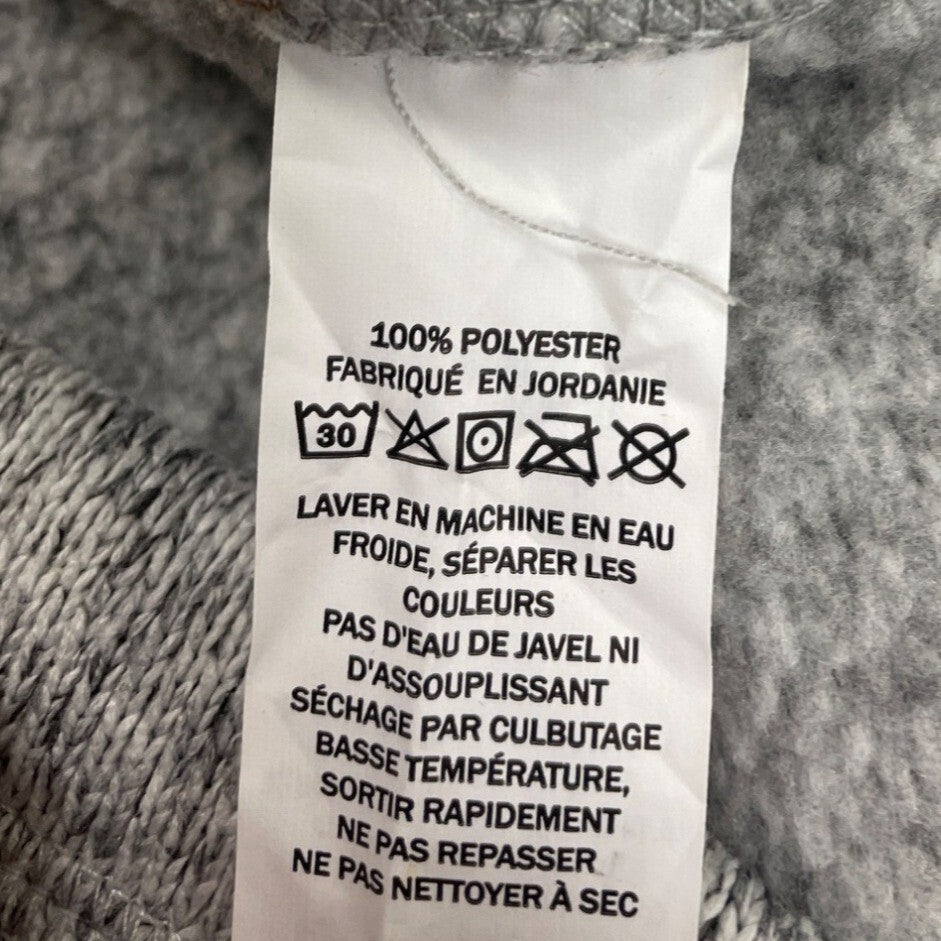 100% POLYESTER
FABRIQUÉ EN JORDANIE
30
LAVER EN MACHINE EN EAU
FROIDE, SÉPARER LES
COULEURS
PAS D'EAU DE JAVEL NI
D'ASSOUPLISSANT
SÉCHAGE PAR CULBUTAGE
BASSE TEMPÉRATURE,
SORTIR RAPIDEMENT
NE PAS REPASSER
NE PAS NETTOYER À SEC